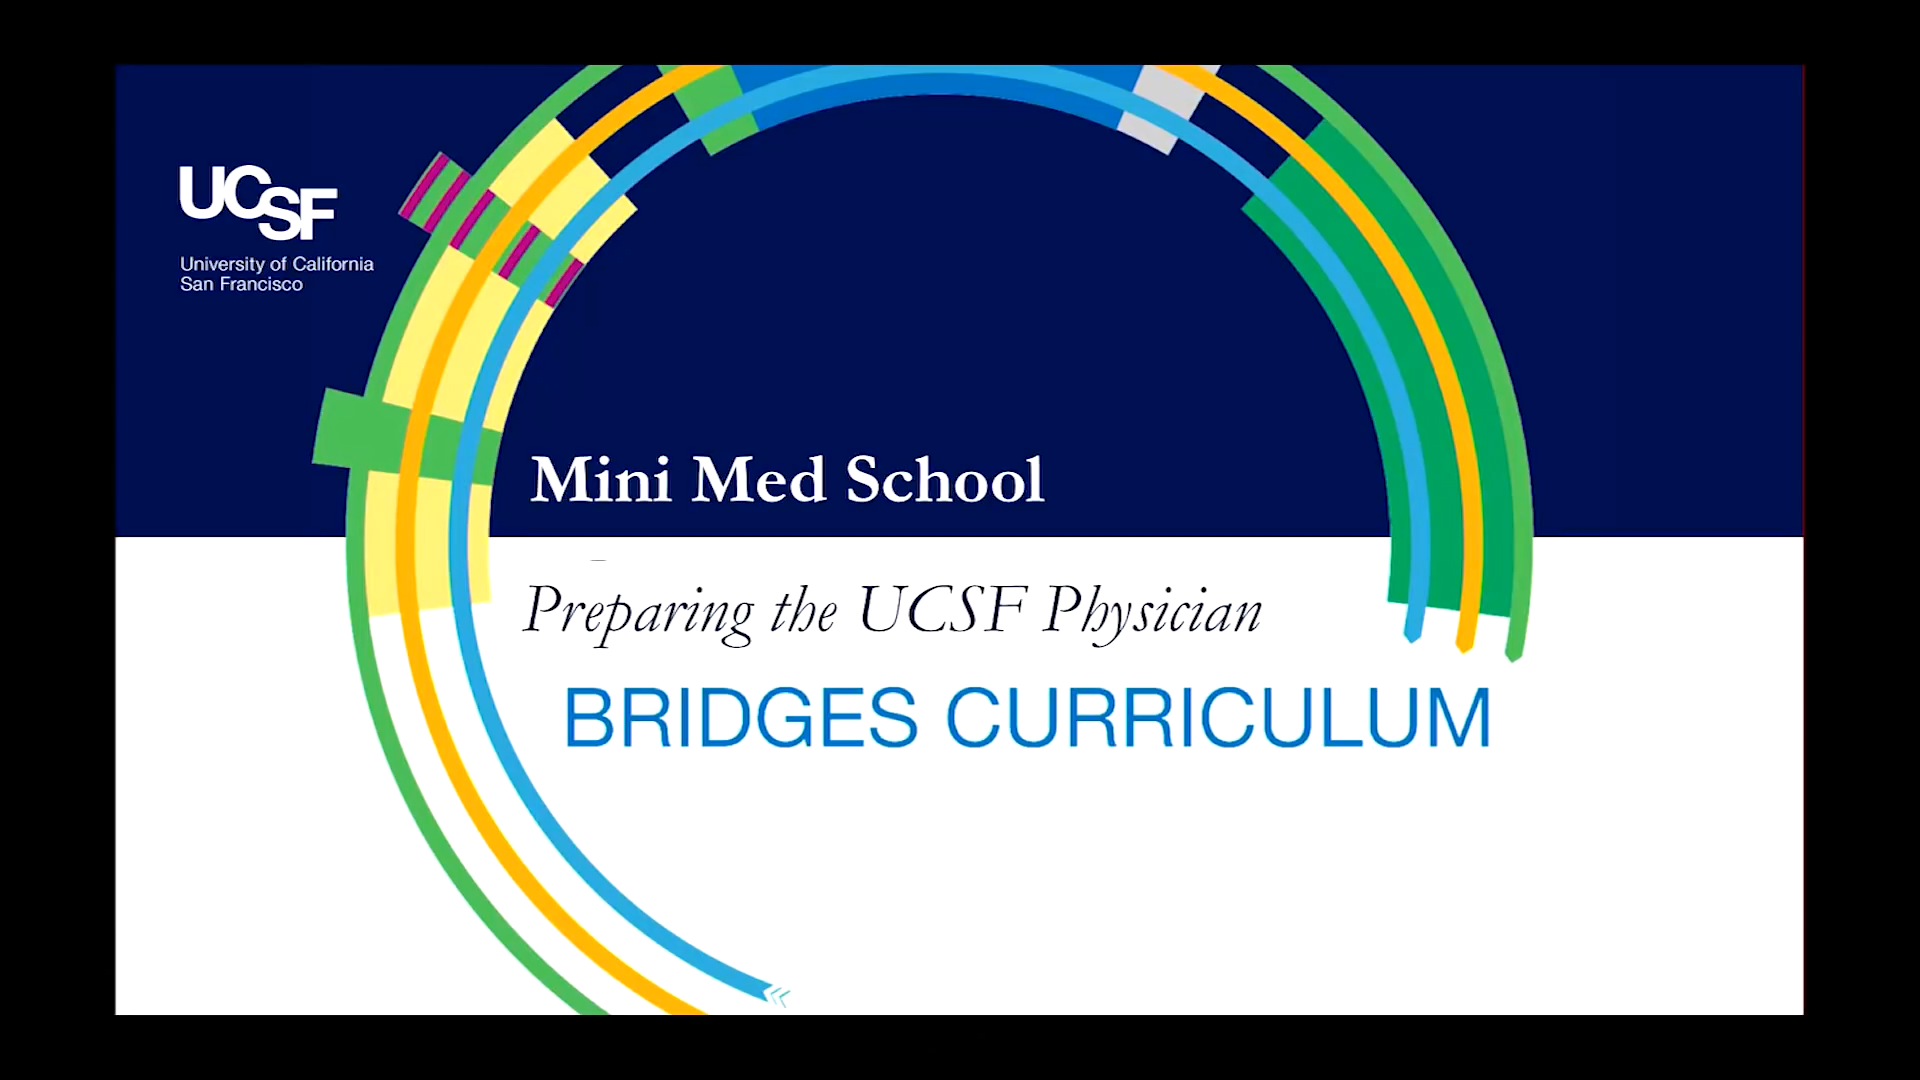 UCSF
University of California
San Francisco
Mini Med School
Preparing the UCSF Physician
BRIDGES CURRICULUM